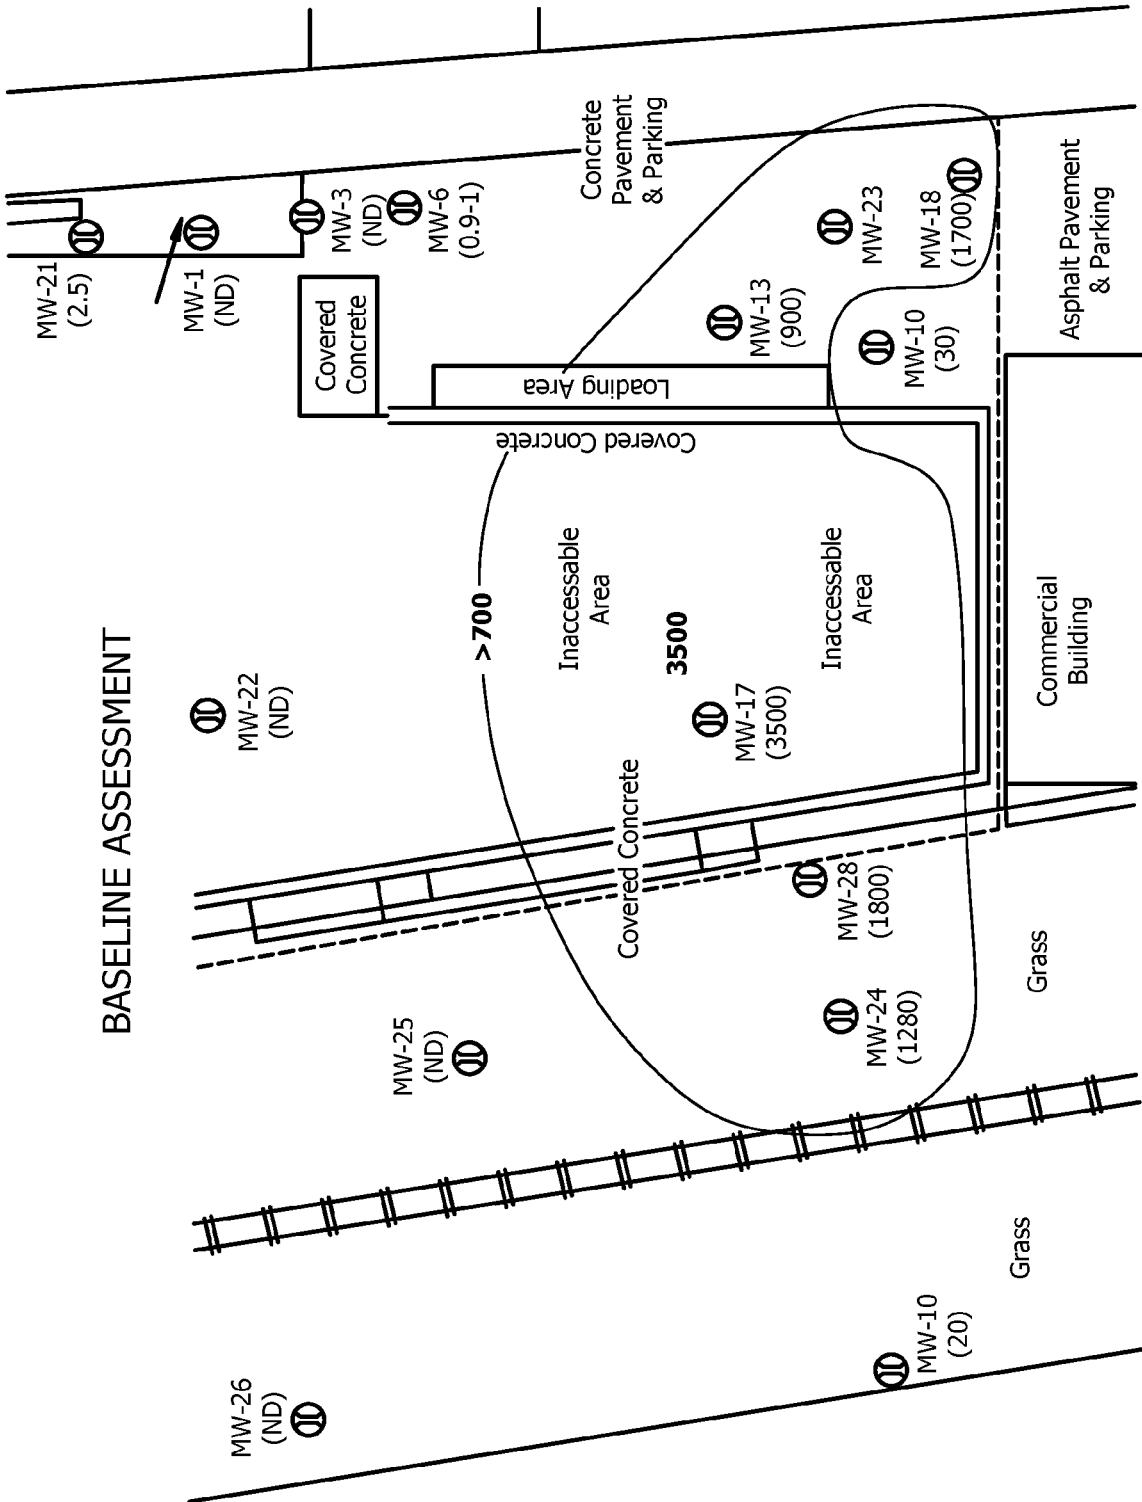 BASELINE ASSESSMENT
MW-26
(ND)
MW-25
(ND)
MW-22
(ND)
MW-21
(2.5)
MW-1
(ND)
MW-3
(ND)
MW-6
(0.9-1)
Covered
Concrete
>700
Covered Concrete
Loading Area
Concrete
Pavement
& Parking
Inaccessable
Area
Covered Concrete
3500
MW-17
(3500)
MW-13
(900)
Inaccessable
Area
MW-28
(1800)
MW-24
(1280)
MW-23
MW-10
(30)
MW-18
(1700)
MW-10
(20)
Grass
Grass
Commercial
Building
Asphalt Pavement
& Parking